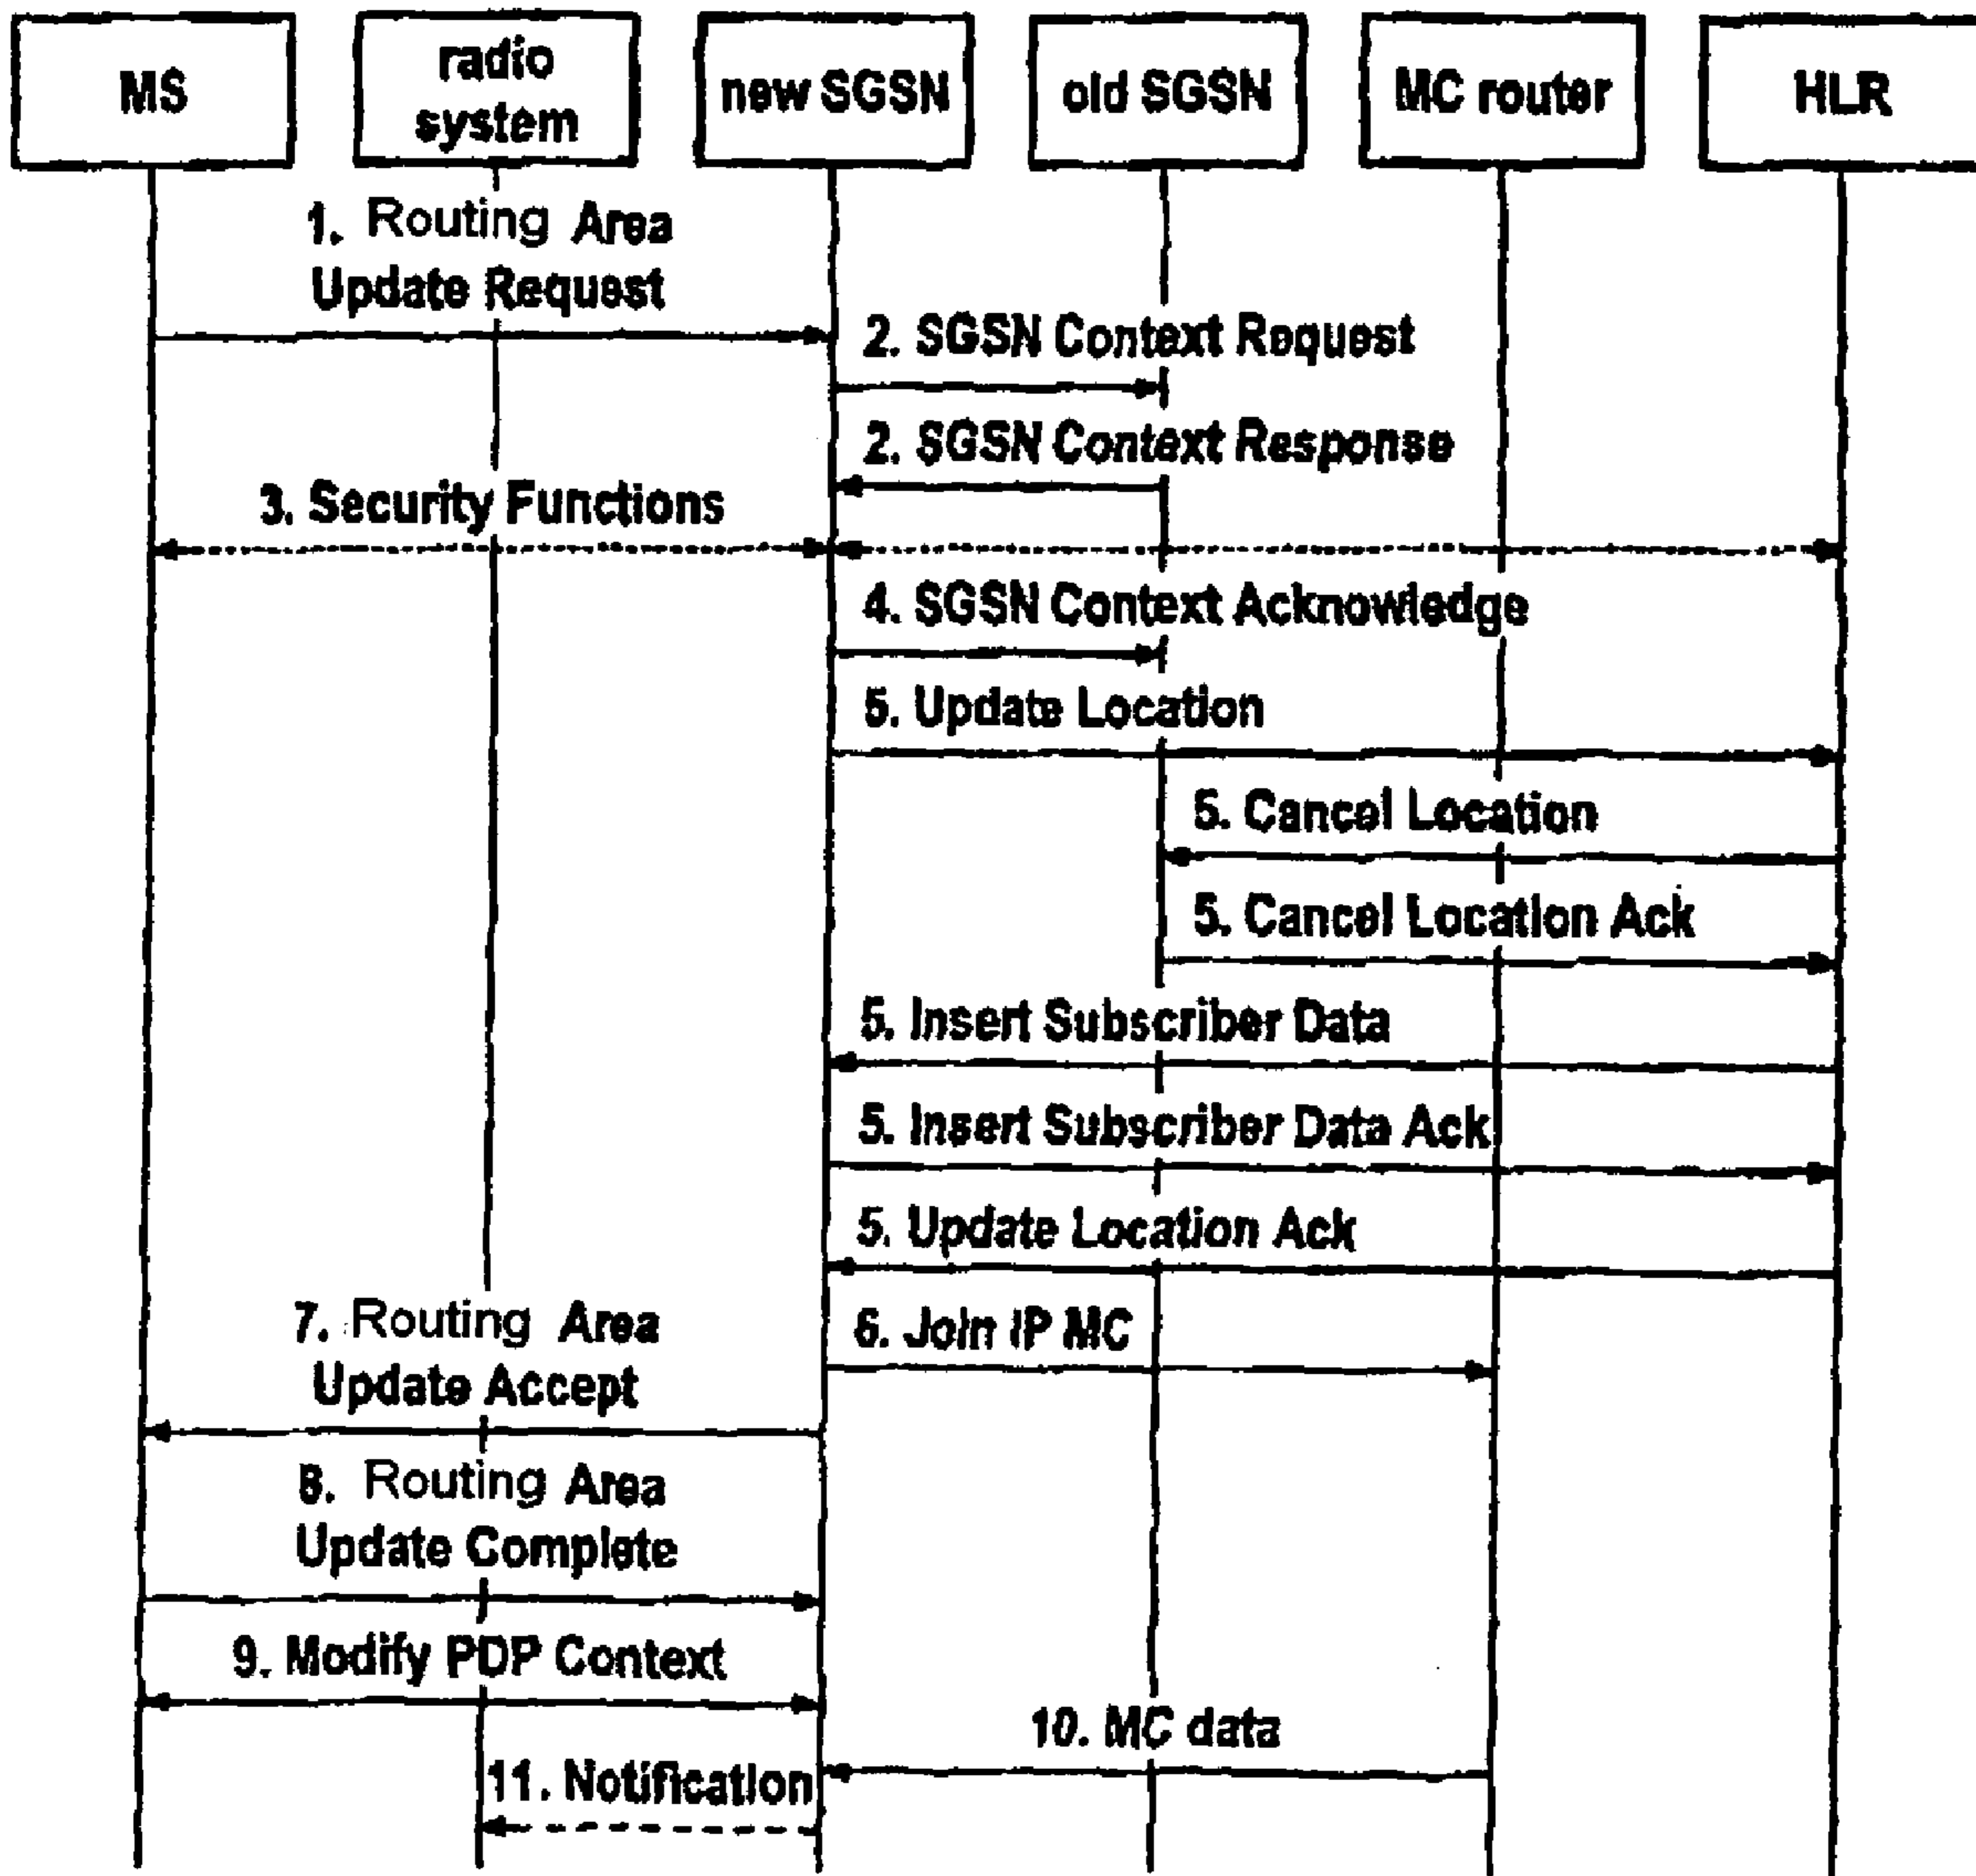 MS
radio
system
new SGSN
old SGSN
MC router
HLR
1. Routing Area
Update Request
2. SGSN Context Request
2. SGSN Context Response
3. Security Functions
4. SGSN Context Acknowledge
5. Update Location
5. Cancel Location
5. Cancel Location Ack
5. Insert Subscriber Data
5. Insert Subscriber Data Ack
5. Update Location Ack
6. Join IP MC
7. Routing Area
Update Accept
8. Routing Area
Update Complete
9. Modify PDP Context
10. MC data
11. Notification